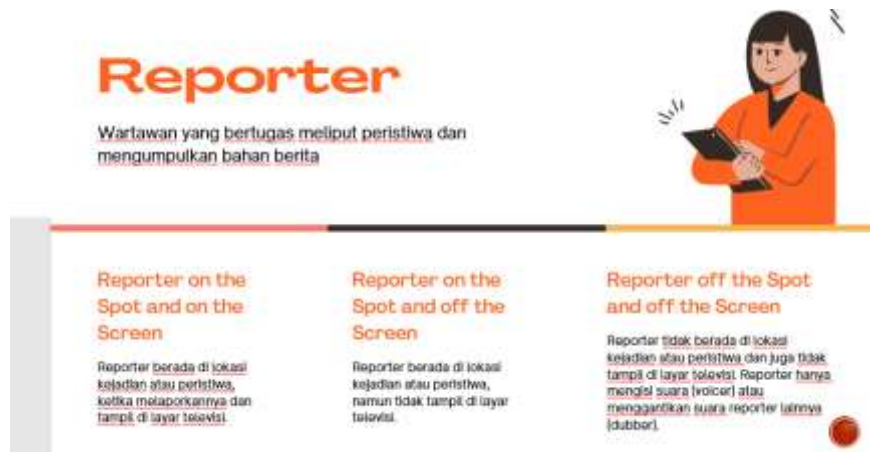 Reporter
Wartawan yang bertugas meliput peristiwa dan
mengumpulkan bahan berita
Reporter on the
Spot and on the
Screen
Reporter berada di lokasi
kejadian atau peristiwa,
ketika melaporkannya dan
tampil di layar televisi.
Reporter on the
Spot and off the
Screen
Reporter berada di lokasi
kejadian atau peristiwa,
namun tidak tampil di layar
televisi.
Reporter off the Spot
and off the Screen
Reporter tidak berada di lokasi
kejadian atau peristiwa dan juga tidak
tampil di layar televisi. Reporter hanya
mengisi suara (voicer) atau
menggantikan suara reporter lainnya
(dubber).